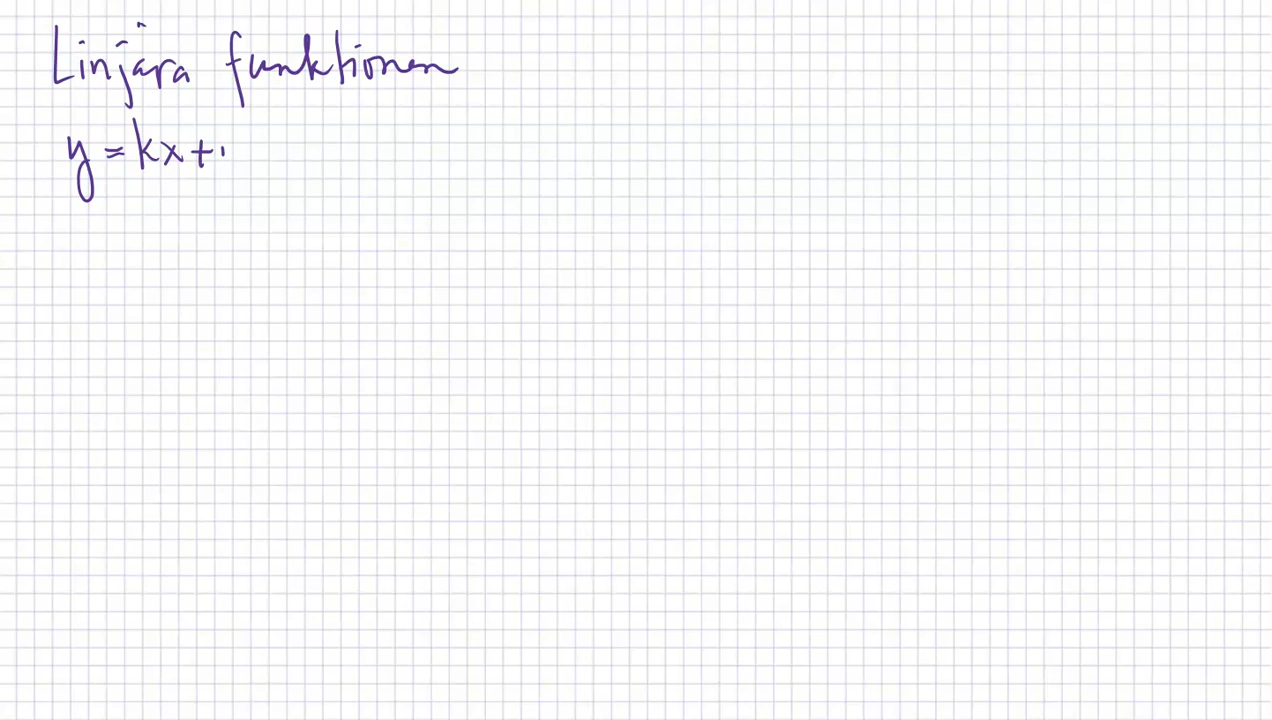 Linjära funktionen
y = kx +